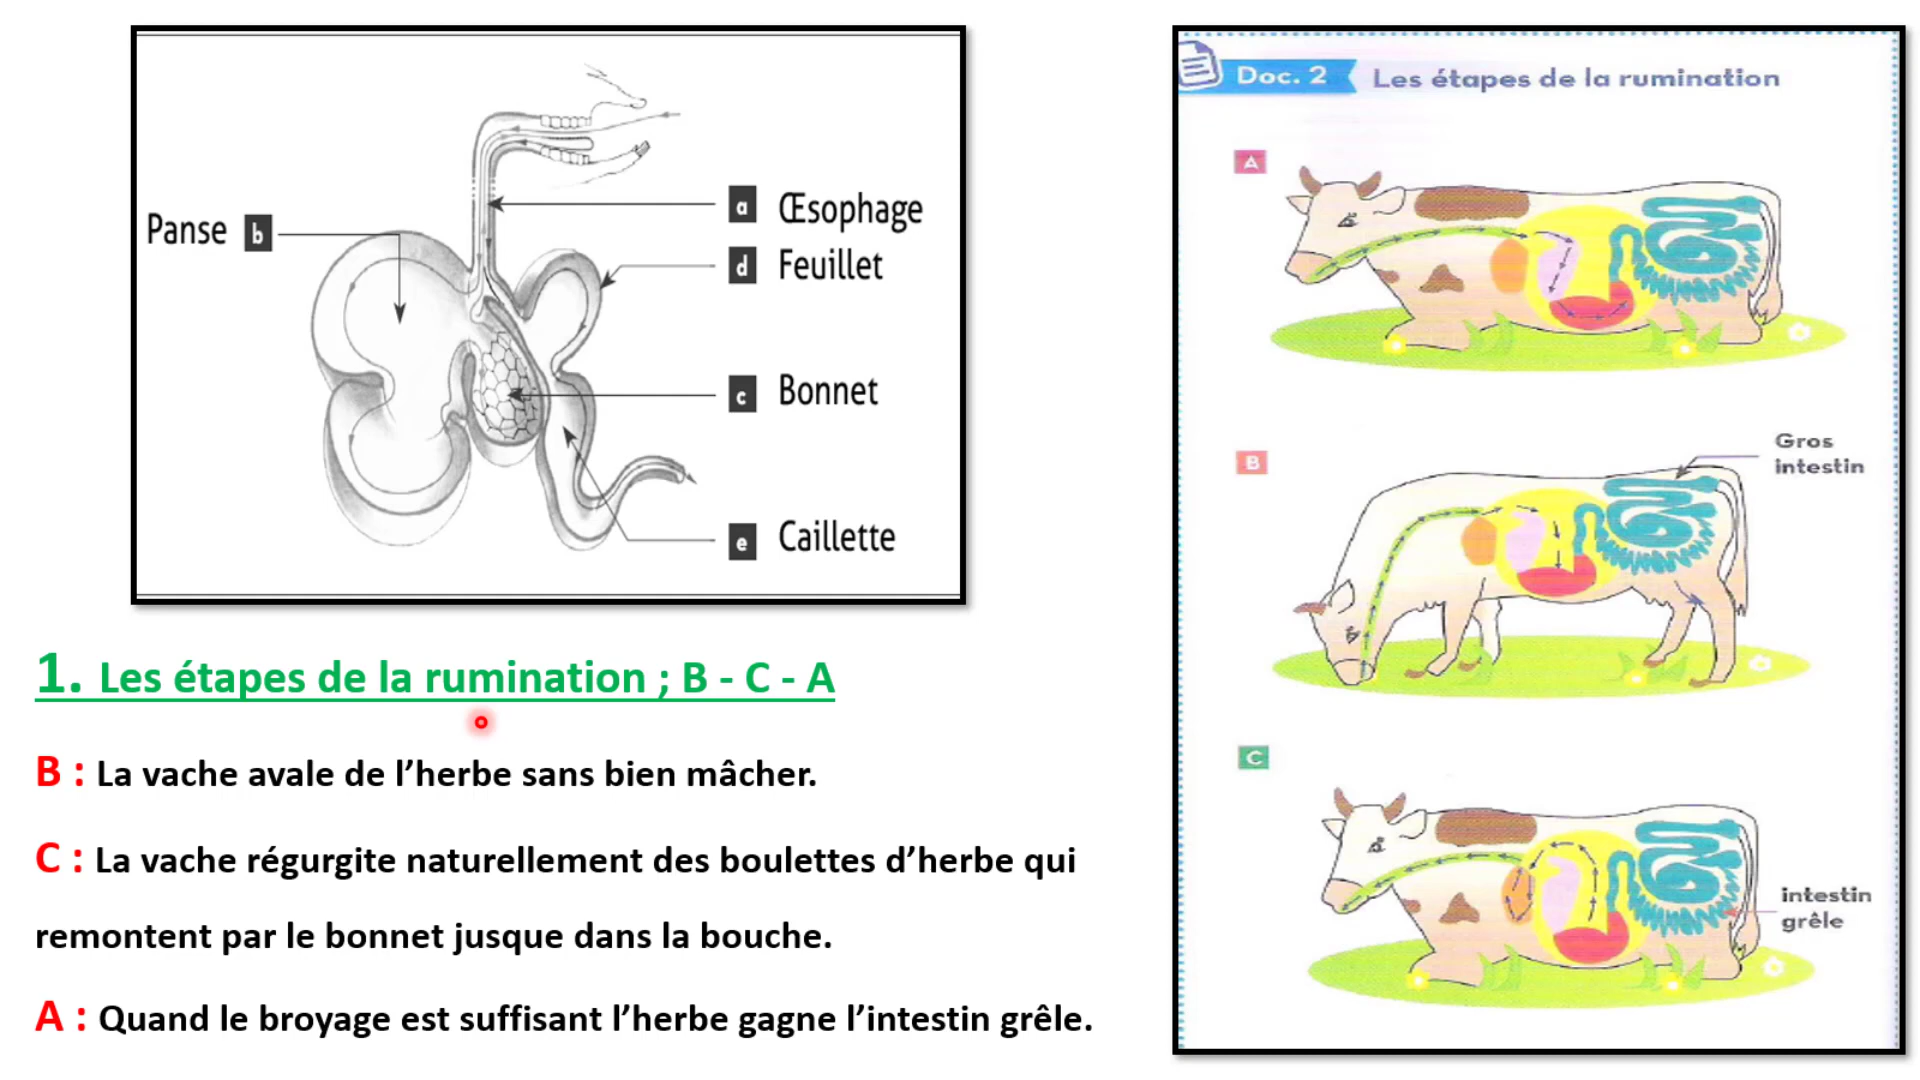 Panse b
a Œsophage
d Feuillet
c Bonnet
e Caillette
1. Les étapes de la rumination ; B - C - A
B : La vache avale de l’herbe sans bien mâcher.
C : La vache régurgite naturellement des boulettes d’herbe qui
remontent par le bonnet jusque dans la bouche.
A : Quand le broyage est suffisant l’herbe gagne l’intestin grêle.
Doc. 2 Les étapes de la rumination
A
B
Gros
intestin
C
intestin
grêle